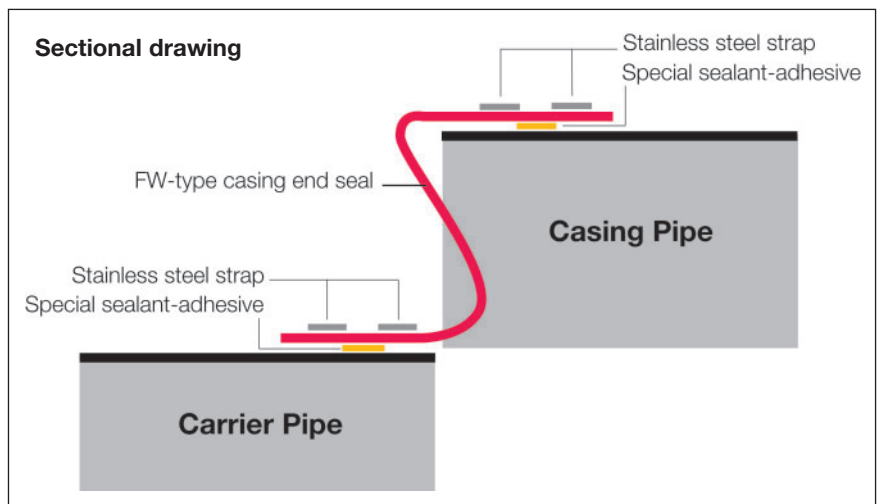 Sectional drawing
Stainless steel strap
Special sealant-adhesive
FW-type casing end seal
Casing Pipe
Stainless steel strap
Special sealant-adhesive
Carrier Pipe